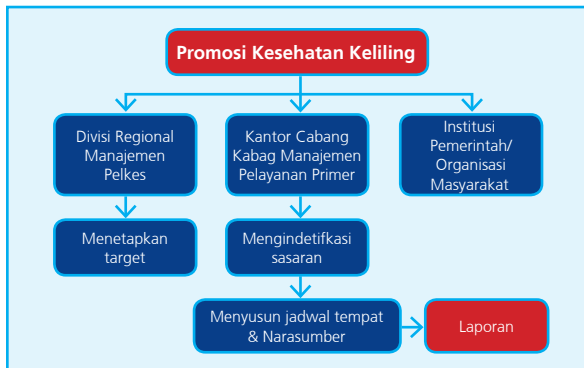 Promosi Kesehatan Keliling
Divisi Regional
Manajemen
Pelkes
Kantor Cabang
Kabag Manajemen
Pelayanan Primer
Institusi
Pemerintah/
Organisasi
Masyarakat
Menetapkan
target
Mengindetifkasi
sasaran
Menyusun jadwal tempat
& Narasumber
Laporan